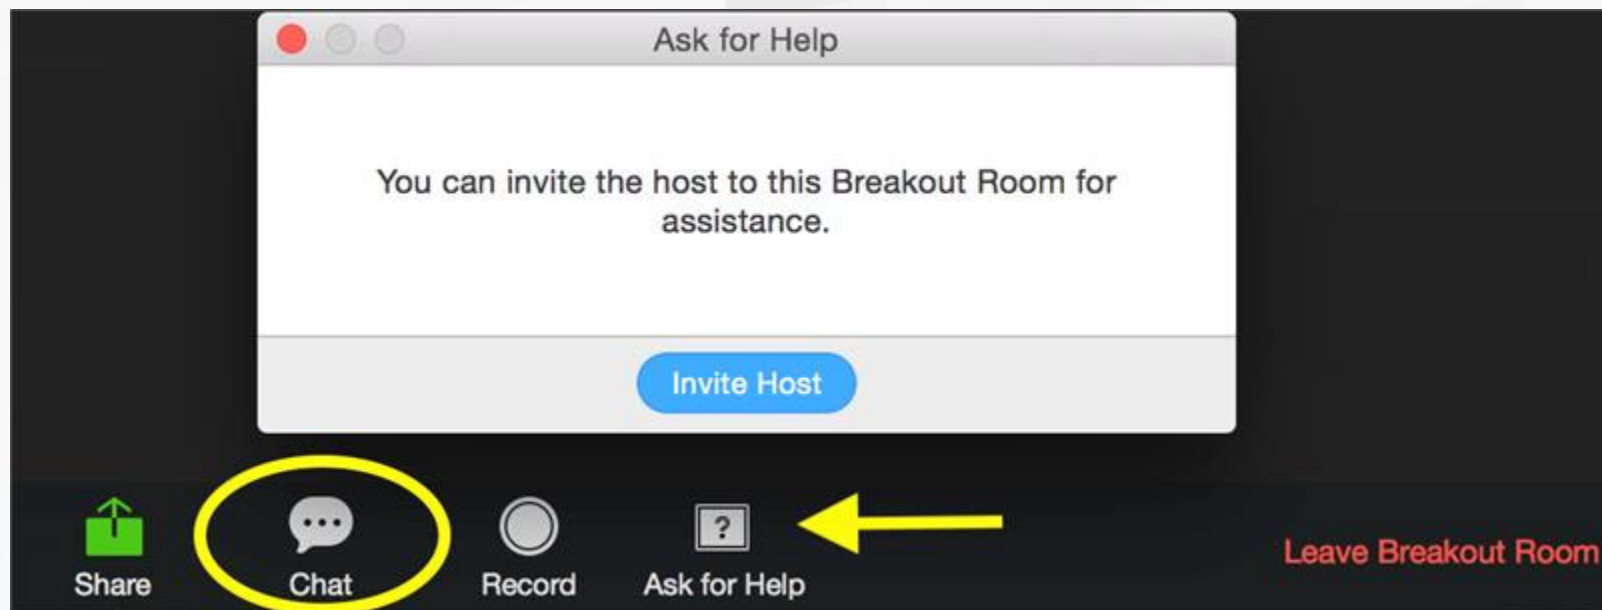 Ask for Help
You can invite the host to this Breakout Room for
assistance.
Invite Host
Share
Chat
Record
?
Ask for Help
Leave Breakout Room